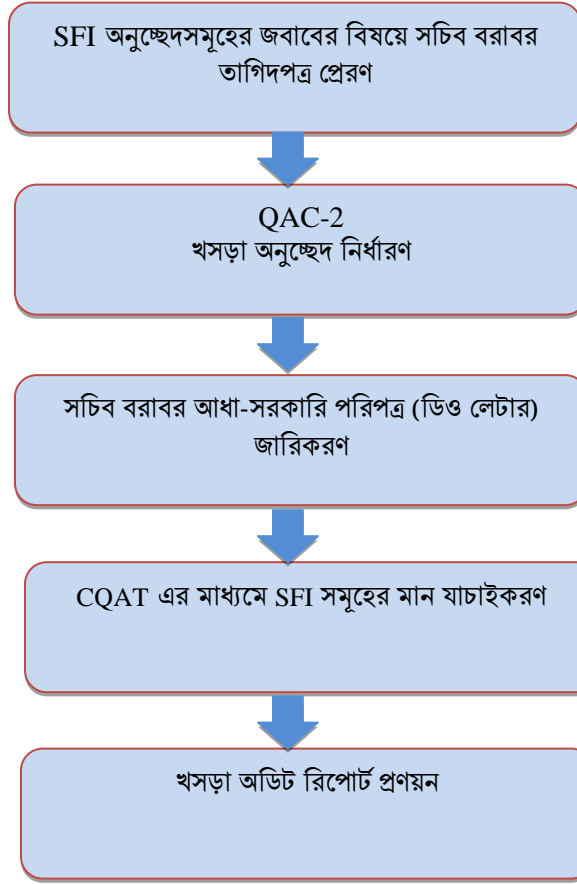 SFI অনুচ্ছেদসমূহের জবাবের বিষয়ে সচিব বরাবর
তাগিদপত্র প্রেরণ
QAC-2
খসড়া অনুচ্ছেদ নির্ধারণ
সচিব বরাবর আধা-সরকারি পরিপত্র (ডিও লেটার)
জারিকরণ
CQAT এর মাধ্যমে SFI সমূহের মান যাচাইকরণ
খসড়া অডিট রিপোর্ট প্রণয়ন